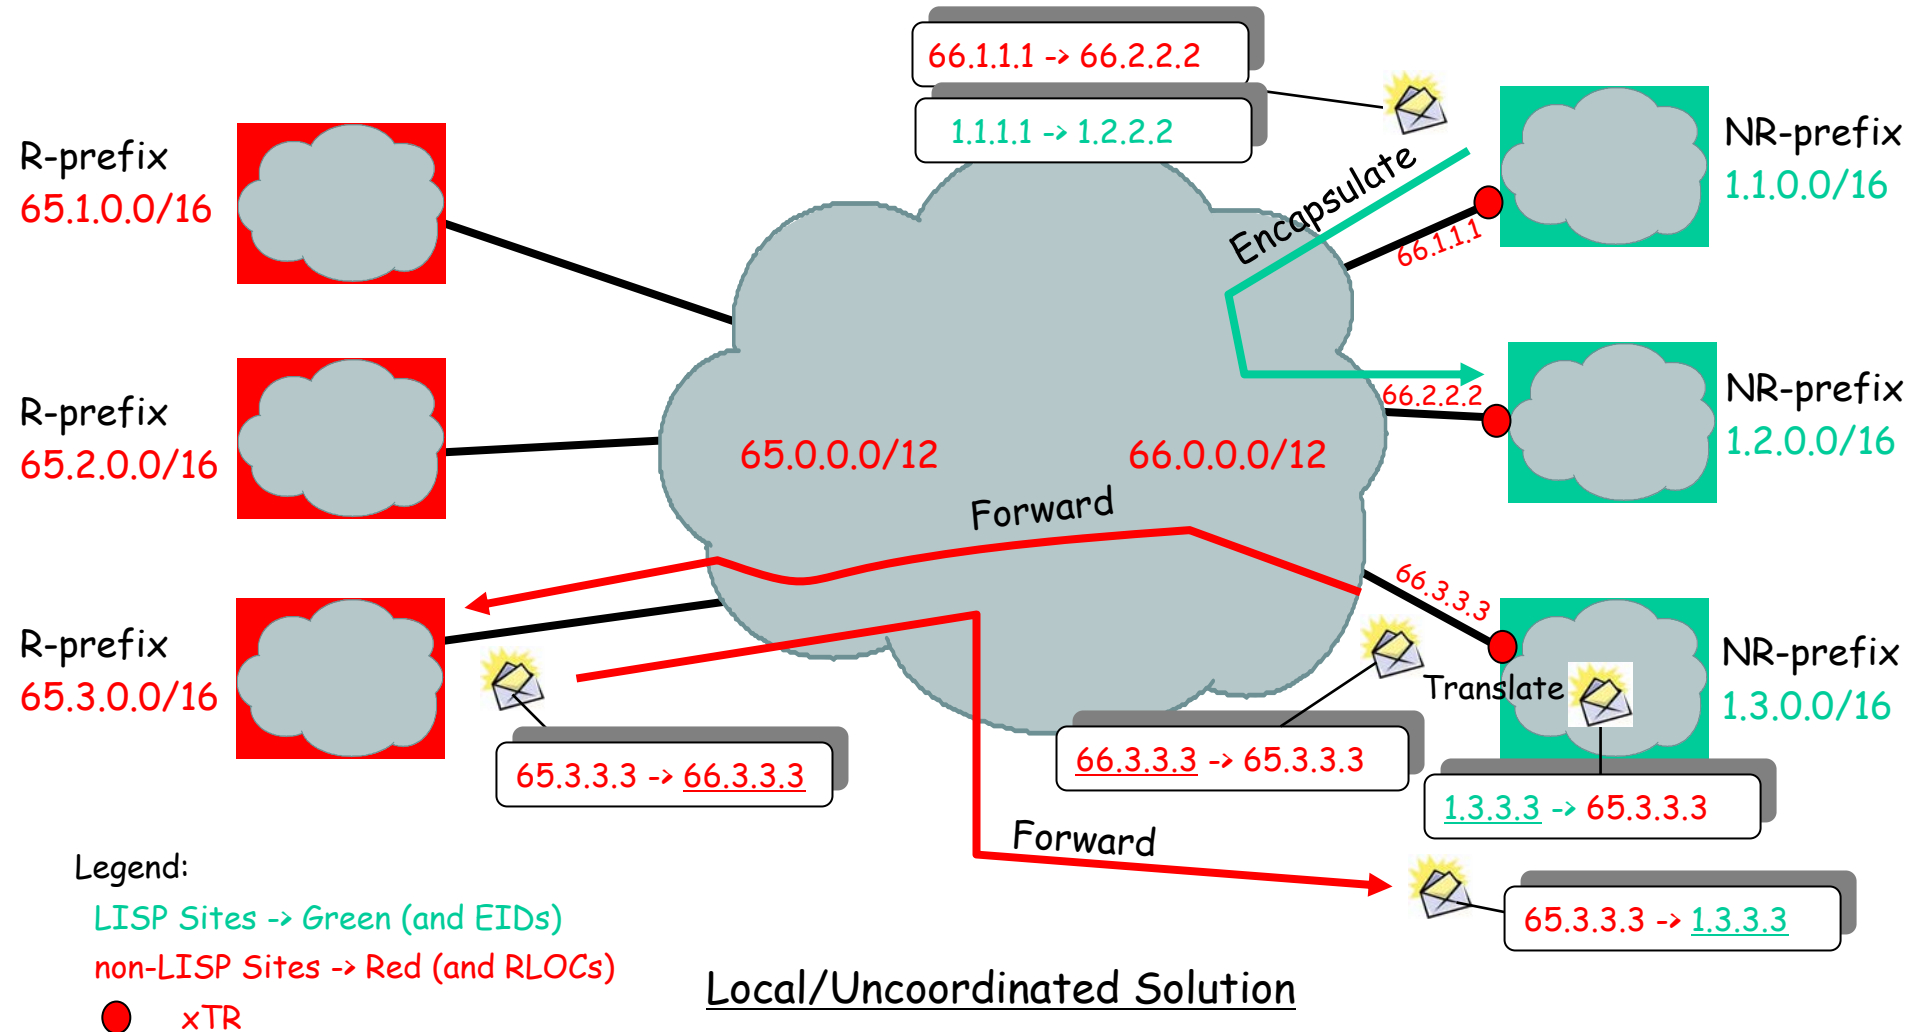 66.1.1.1 -> 66.2.2.2
1.1.1.1 -> 1.2.2.2
R-prefix
65.1.0.0/16
NR-prefix
1.1.0.0/16
Encapsulate
66.1.1.1
R-prefix
65.2.0.0/16
65.0.0.0/12
66.0.0.0/12
66.2.2.2
NR-prefix
1.2.0.0/16
Forward
66.3.3.3
R-prefix
65.3.0.0/16
Translate
NR-prefix
1.3.0.0/16
65.3.3.3 -> 66.3.3.3
66.3.3.3 -> 65.3.3.3
1.3.3.3 -> 65.3.3.3
Forward
65.3.3.3 -> 1.3.3.3
Legend:
LISP Sites -> Green (and EIDs)
non-LISP Sites -> Red (and RLOCs)
xTR
Local/Uncoordinated Solution